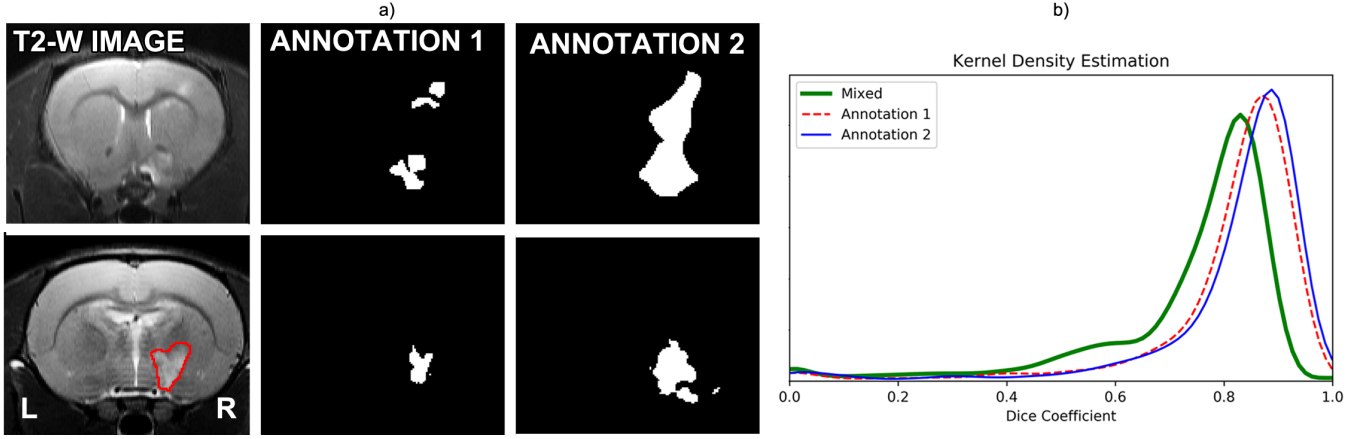 a)
b)
T2-W IMAGE
ANNOTATION 1
ANNOTATION 2
L
R
Kernel Density Estimation
Mixed
Annotation 1
Annotation 2
0.0 0.2 0.4 0.6 0.8 1.0
Dice Coefficient